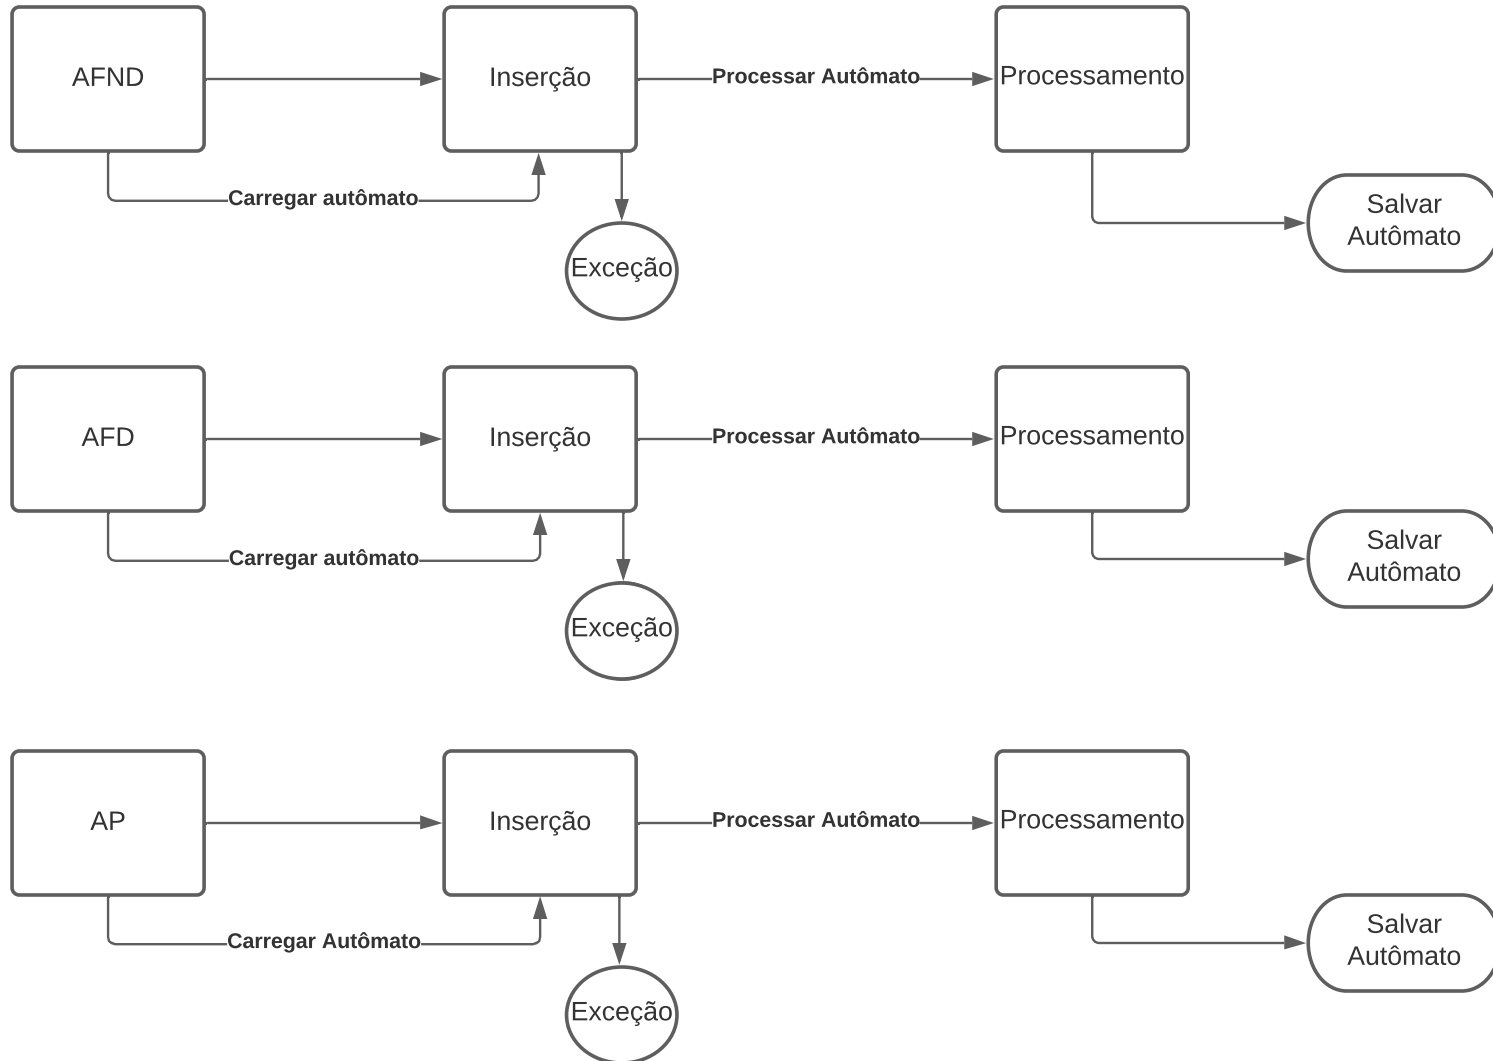 AFND
Inserção
Processar Autômato
Processamento
Carregar autômato
Salvar
Autômato
Exceção
AFD
Inserção
Processar Autômato
Processamento
Carregar autômato
Salvar
Autômato
Exceção
AP
Inserção
Processar Autômato
Processamento
Carregar Autômato
Salvar
Autômato
Exceção